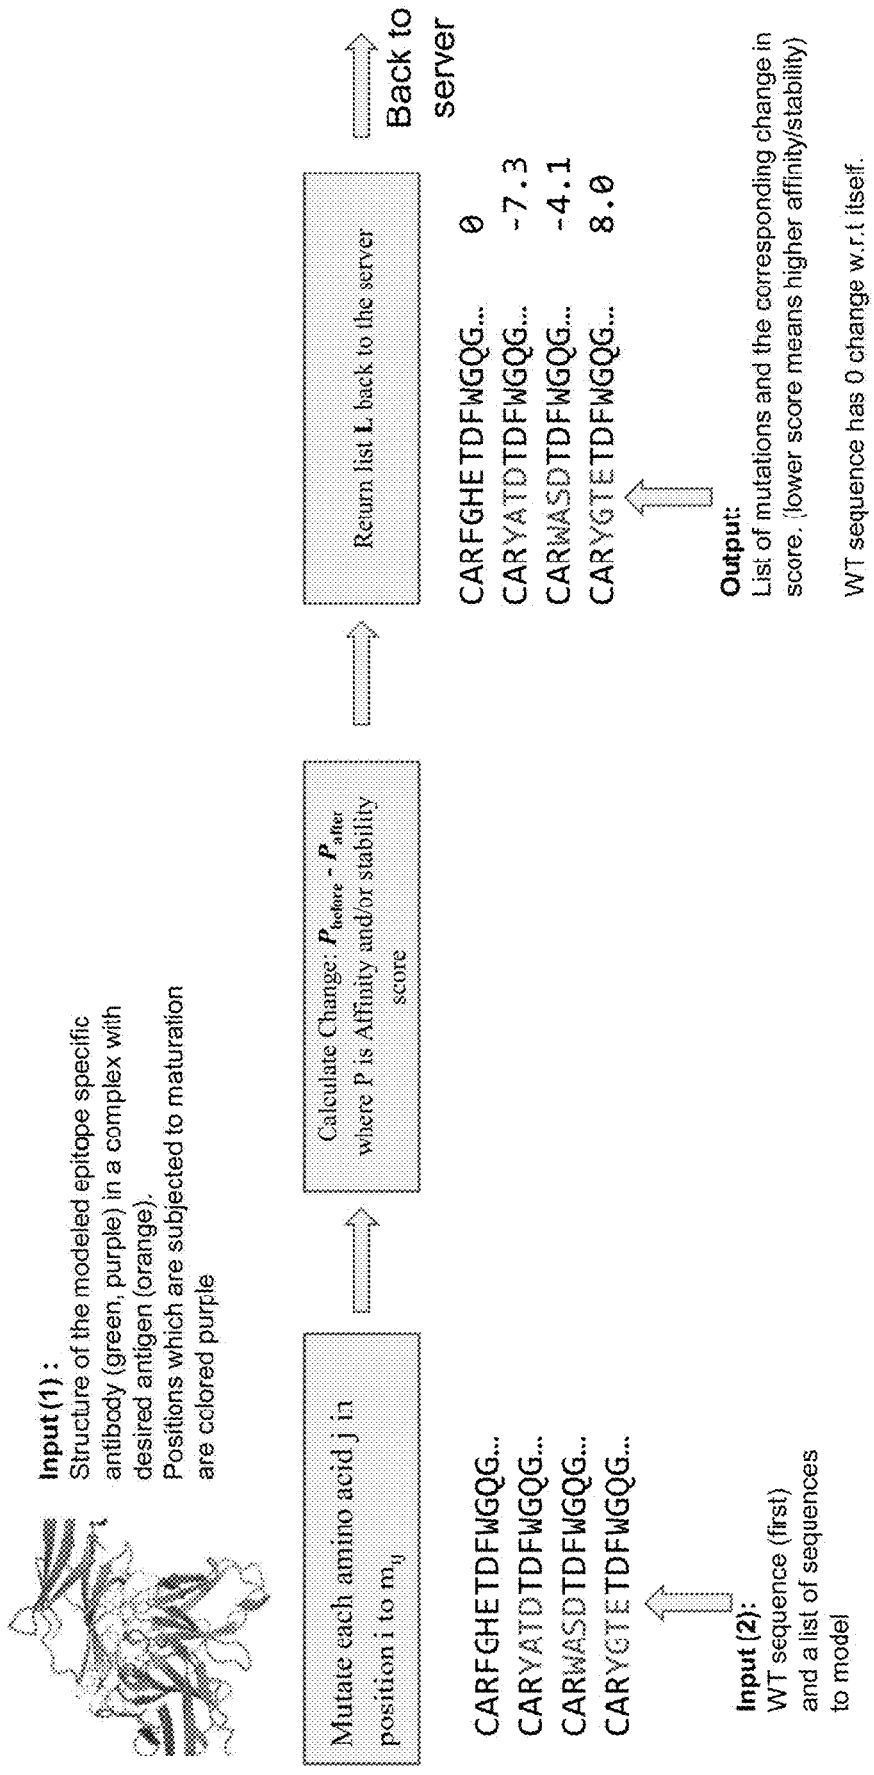 Input (1) :
Structure of the modeled epitope specific
antibody (green, purple) in a complex with
desired antigen (orange).
Positions which are subjected to maturation
are colored purple
Mutate each amino acid j in
position i to mij
Calculate Change: Pbefore - Pafter
where P is Affinity and/or stability
score
Return list L back to the server
Back to
server
CARFGHETDFWGQG...
CARYATDTDFWGQG...
CARWASDTDFWGQG...
CARYGTETDFWGQG...
Input (2):
WT sequence (first)
and a list of sequences
to model
CARFGHETDFWGQG... 0
CARYATDTDFWGQG... -7.3
CARWASDTDFWGQG... -4.1
CARYGTETDFWGQG... 8.0
Output:
List of mutations and the corresponding change in
score. (lower score means higher affinity/stability)
WT sequence has 0 change w.r.t itself.